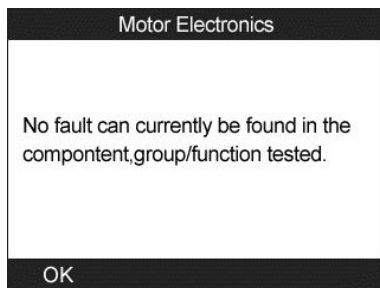 Motor Electronics
No fault can currently be found in the
compontent,group/function tested.
OK